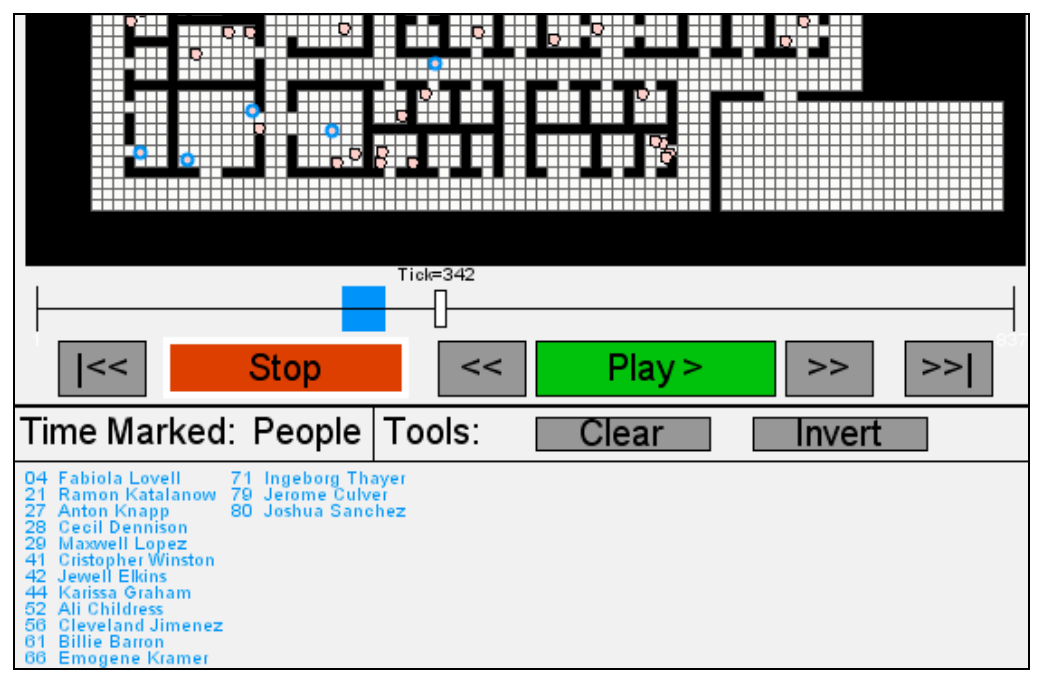 Tick=342
1
837
|<<
Stop
<<
Play >
>>
>>|
Time Marked: People
Tools:
Clear
Invert
04 Fabiola Lovell
21 Ramon Katalanow
27 Anton Knapp
28 Cecil Dennison
29 Maxwell Lopez
41 Cristopher Winston
42 Jewell Elkins
44 Karissa Graham
52 Ali Childress
56 Cleveland Jimenez
61 Billie Barron
66 Emogene Kramer
71 Ingeborg Thayer
79 Jerome Culver
80 Joshua Sanchez